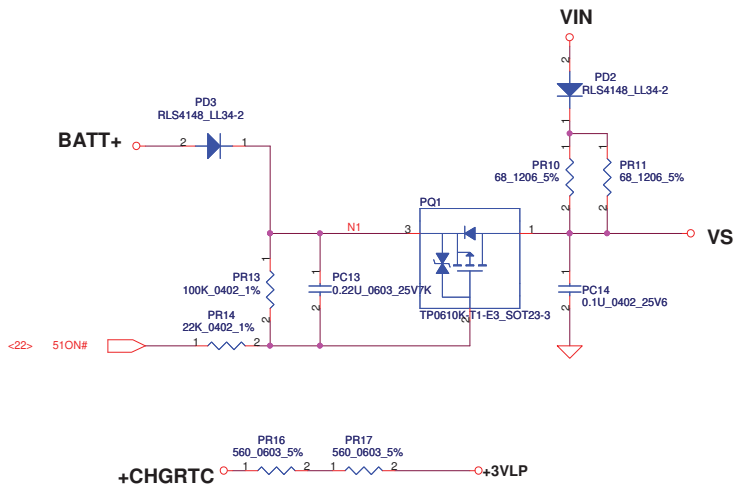 VIN
2
PD2
RLS4148_LL34-2
1
PD3
RLS4148_LL34-2
BATT+
2
1
1
1
PR10
68_1206_5%
PR11
68_1206_5%
2
2
PQ1
N1
3
1
VS
1
PR13
100K_0402_1%
2
1
PC13
0.22U_0603_25V7K
2
1
PC14
0.1U_0402_25V6
2
TP0610K-T1-E3_SOT23-3
2
PR14
22K_0402_1%
<22>
51ON#
1
2
PR16
560_0603_5%
PR17
560_0603_5%
+CHGRTC
1
2
1
2
+3VLP